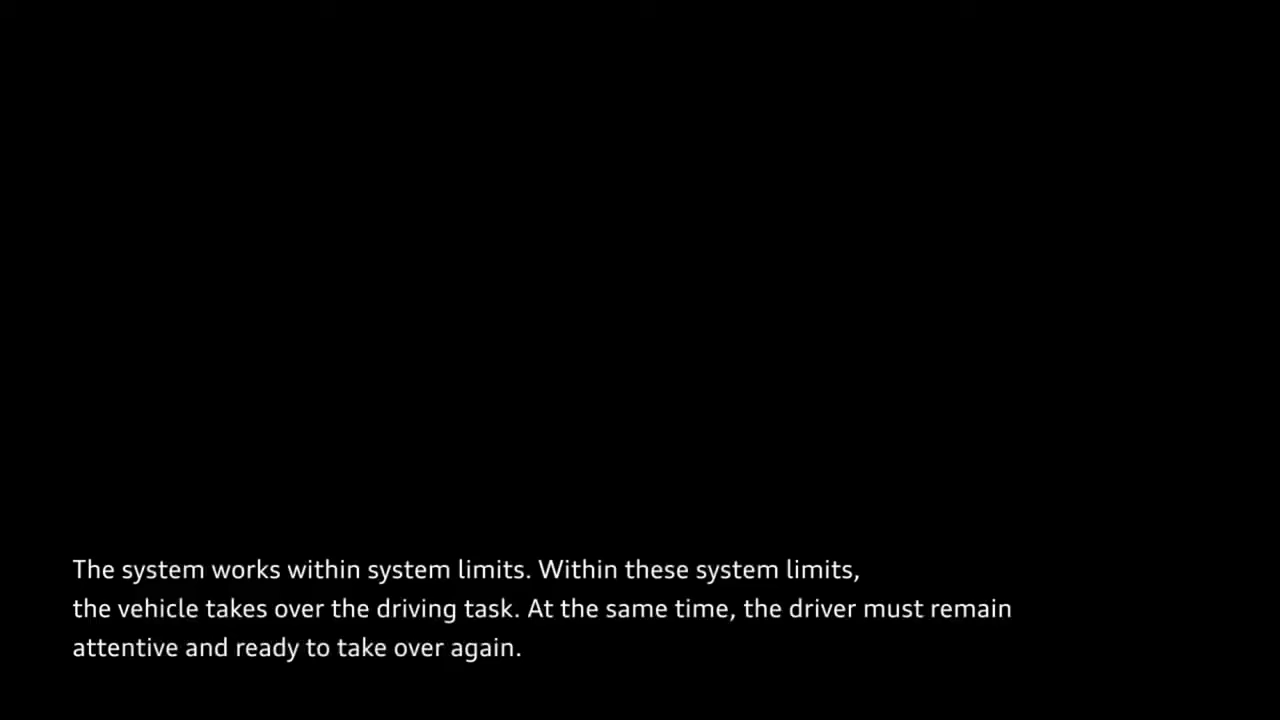 The system works within system limits. Within these system limits,
the vehicle takes over the driving task. At the same time, the driver must remain
attentive and ready to take over again.